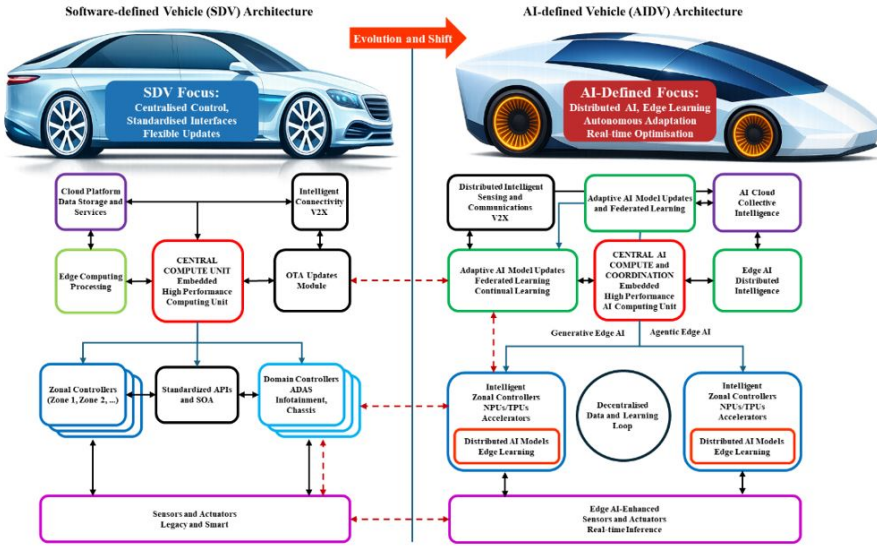 Software-defined Vehicle (SDV) Architecture
AI-defined Vehicle (AIDV) Architecture
Evolution and Shift
SDV Focus:
Centralised Control,
Standardised Interfaces
Flexible Updates
AI-Defined Focus:
Distributed AI, Edge Learning
Autonomous Adaptation
Real-time Optimisation
Cloud Platform
Data Storage and
Services
Intelligent
Connectivity
V2X
Edge Computing
Processing
CENTRAL
COMPUTE UNIT
Embedded
High Performance
Computing Unit
OTA Updates
Module
Zonal Controllers
(Zone 1, Zone 2, ...)
Standardized APIs
and SOA
Domain Controllers
ADAS
Infotainment,
Chassis
Sensors and Actuators
Legacy and Smart
Distributed Intelligent
Sensing and
Communications
V2X
Adaptive AI Model Updates
and Federated Learning
AI Cloud
Collective
Intelligence
Adaptive AI Model Updates
Federated Learning
Continual Learning
CENTRAL AI
COMPUTE and
COORDINATION
Embedded
High Performance
AI Computing Unit
Edge AI
Distributed
Intelligence
Generative Edge AI
Agentic Edge AI
Intelligent
Zonal Controllers
NPUs/TPUs
Accelerators
Distributed AI Models
Edge Learning
Decentralised
Data and Learning
Loop
Intelligent
Zonal Controllers
NPUs/TPUs
Accelerators
Distributed AI Models
Edge Learning
Edge AI-Enhanced
Sensors and Actuators
Real-time Inference